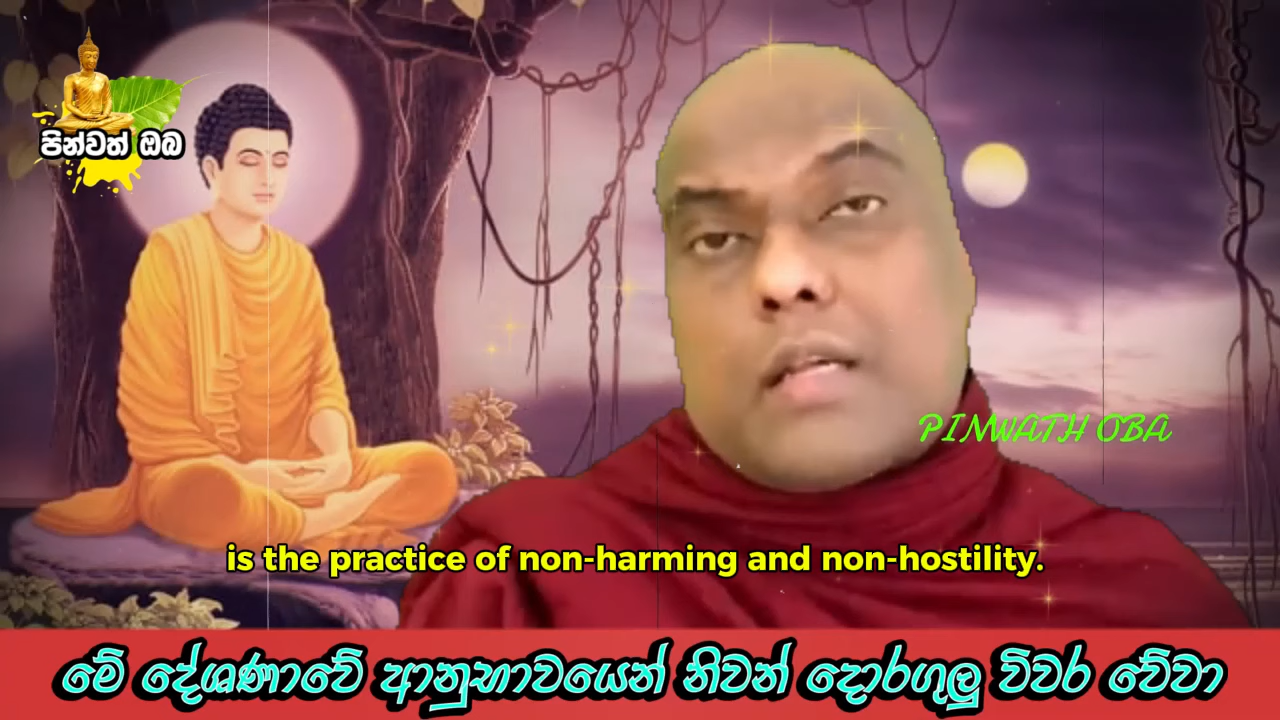 පින්වත් ඔබ
PINWATH OBA
is the practice of non-harming and non-hostility.
මේ දේශණාවේ ආනුභාවයෙන් නිවන් දොරගුලු විවර වේවා